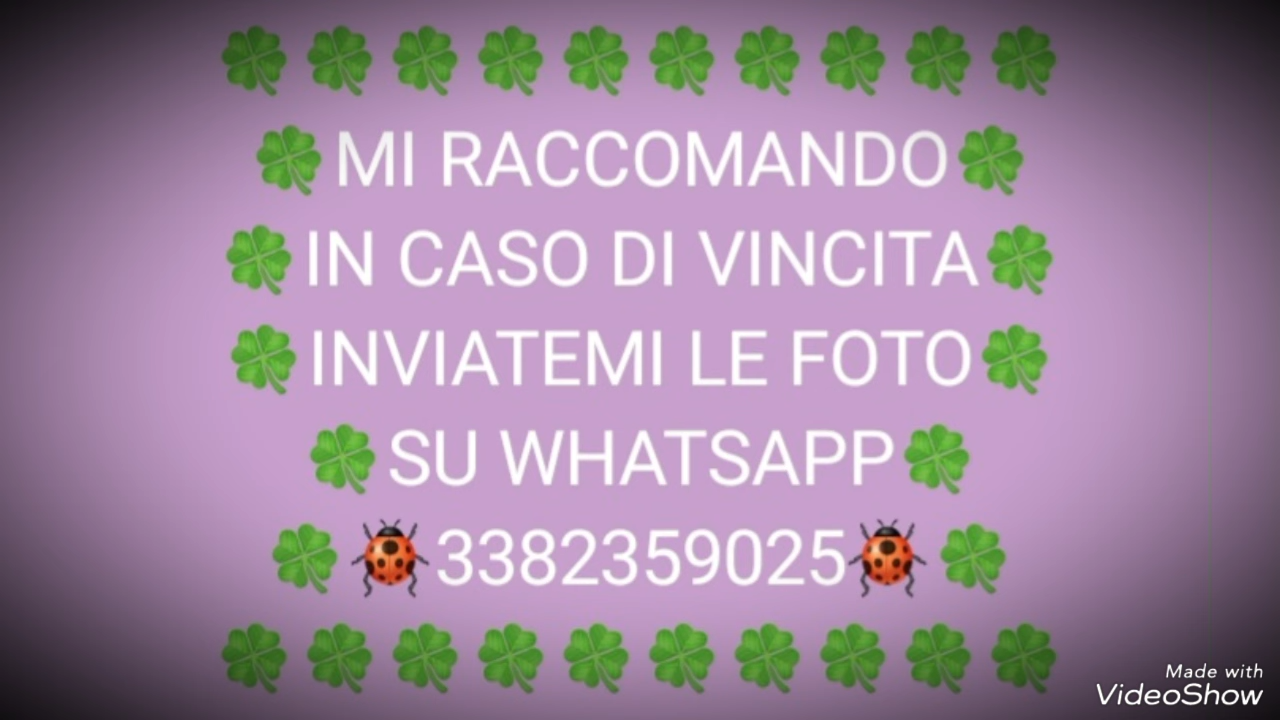 🍀🍀🍀🍀🍀🍀🍀🍀🍀🍀
🍀MI RACCOMANDO🍀
🍀IN CASO DI VINCITA🍀
🍀INVIATEMI LE FOTO🍀
🍀SU WHATSAPP🍀
🍀🐞3382359025🐞🍀
🍀🍀🍀🍀🍀🍀🍀🍀🍀🍀
Made with
VideoShow